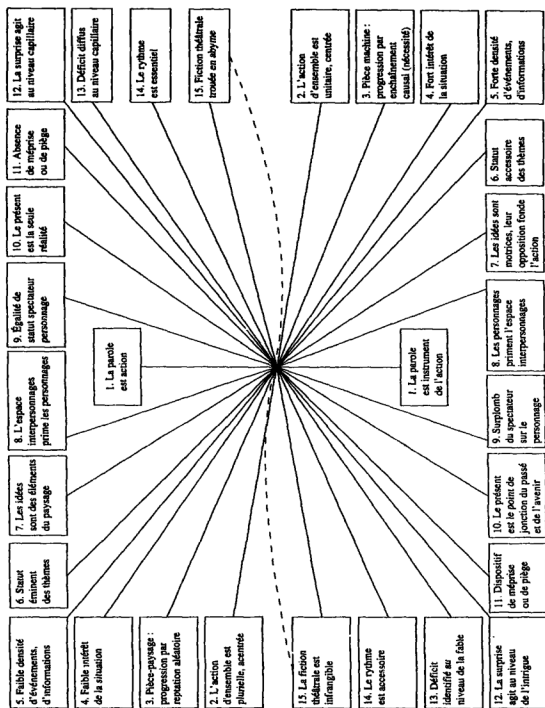 5. Faible densité
d'événements,
d'informations
6. Statut
éminent
des thèmes
7. Les idées
sont des éléments
du paysage
8. L'espace
interpersonnages
prime les personnages
9. Égalité de
statut spectateur
personnage
10. Le présent
est la seule
réalité
11. Absence
de méprise
ou de piège
12. La surprise agit
au niveau capillaire
4. Faible intérêt
de la situation
13. Déficit diffus
au niveau capillaire
3. Pièce-paysage :
progression par
reptation aléatoire
1. La parole
est action
14. Le rythme
est essentiel
2. L'action
d'ensemble est
plurielle, acentrée
15. Fiction théâtrale
trouée en abyme
15. La fiction
théâtrale est
infrangible
2. L'action
d'ensemble est
unitaire, centrée
14. Le rythme
est accessoire
1. La parole
est instrument
de l'action
3. Pièce machine :
progression par
enchaînement
causal (nécessité)
13. Déficit
identifié au
niveau de la fable
4. Fort intérêt de
la situation
12. La surprise
agit au niveau
de l'intrigue
11. Dispositif
de méprise
ou de piège
10. Le présent
est le point de
jonction du passé
et de l'avenir
9. Surplomb
du spectateur
sur le
personnage
8. Les personnages
priment l'espace
interpersonnages
7. Les idées sont
motrices, leur
opposition fonde
l'action
6. Statut
accessoire
des thèmes
5. Forte densité
d'événements,
d'informations